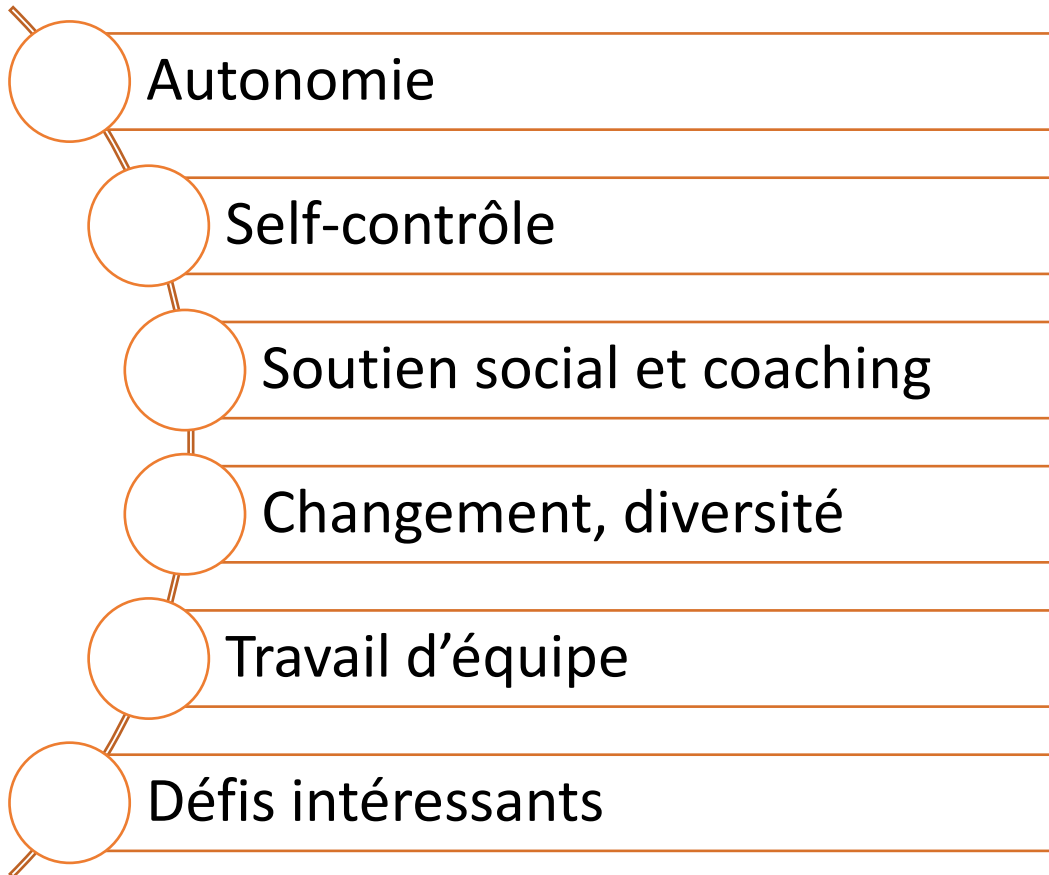 Autonomie
Self-contrôle
Soutien social et coaching
Changement, diversité
Travail d’équipe
Défis intéressants